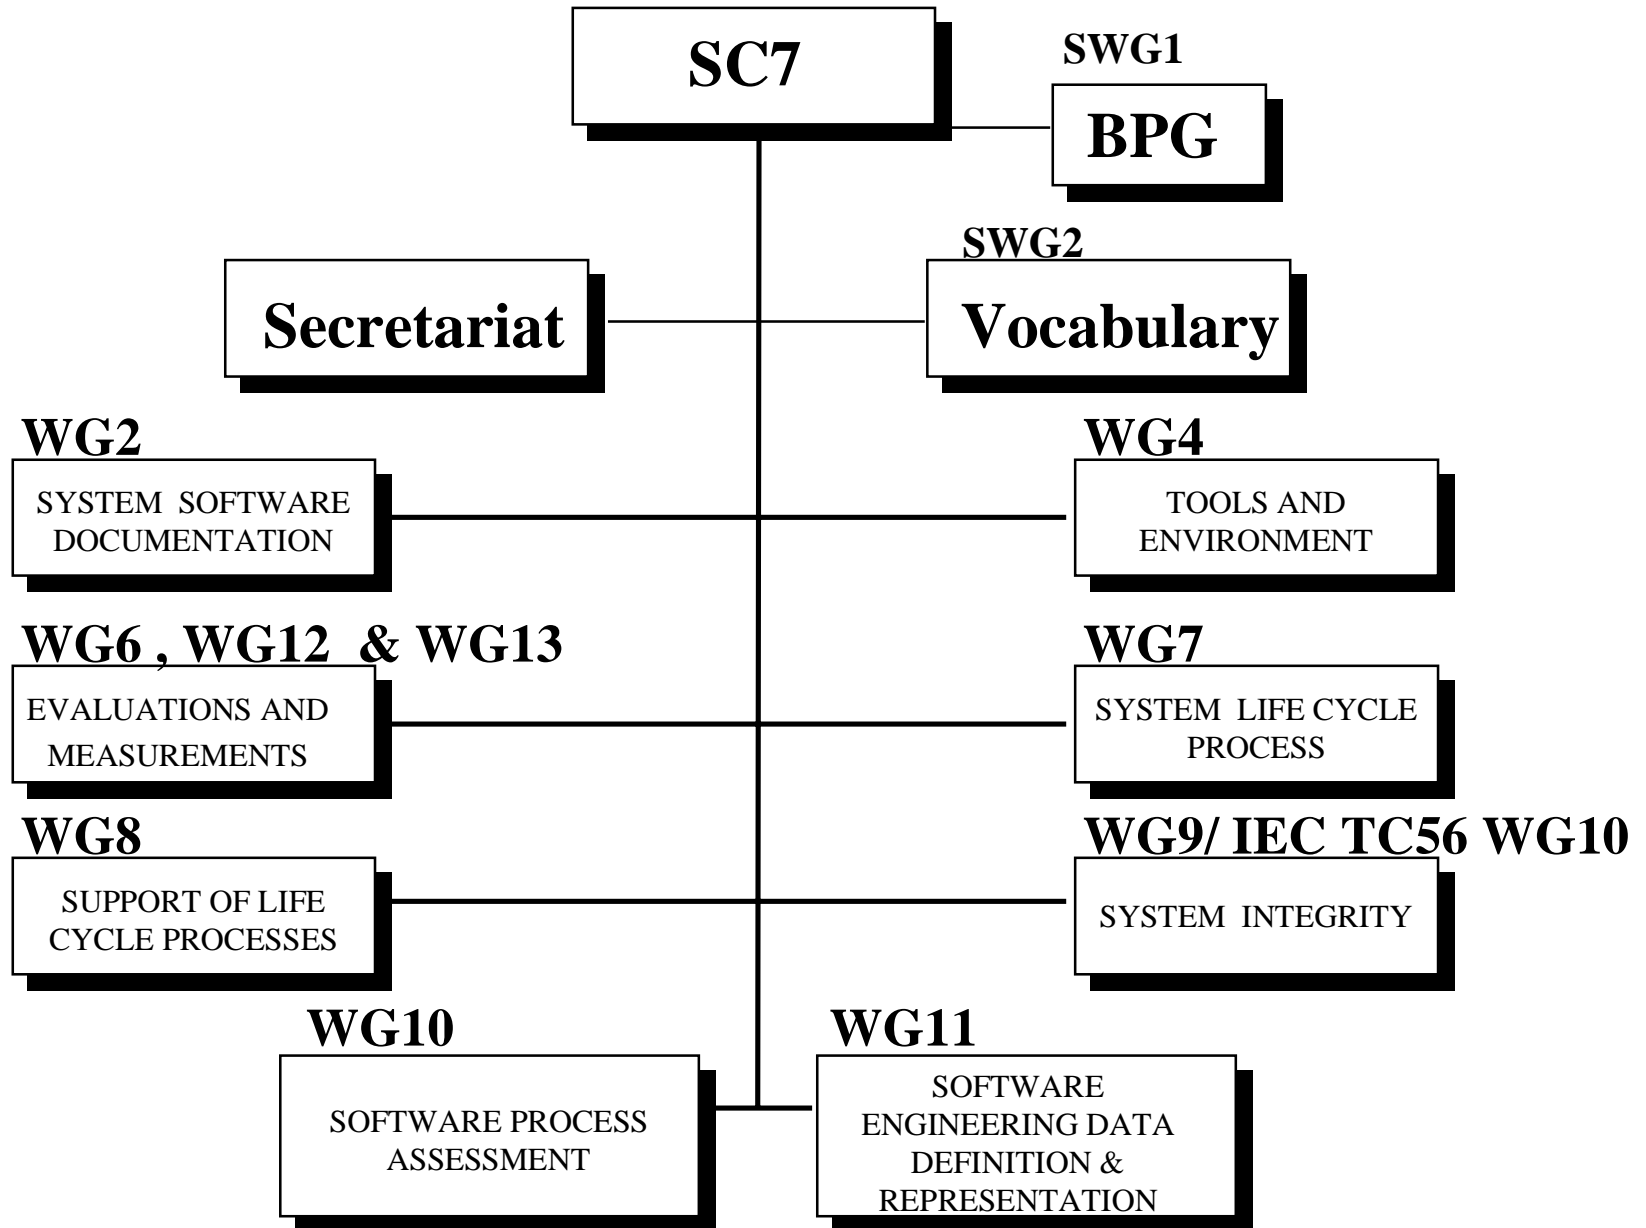 SC7
SWG1
BPG
SWG2
Secretariat
Vocabulary
WG2
SYSTEM SOFTWARE
DOCUMENTATION
WG4
TOOLS AND
ENVIRONMENT
WG6 , WG12 & WG13
EVALUATIONS AND
MEASUREMENTS
WG7
SYSTEM LIFE CYCLE
PROCESS
WG8
SUPPORT OF LIFE
CYCLE PROCESSES
WG9/ IEC TC56 WG10
SYSTEM INTEGRITY
WG10
SOFTWARE PROCESS
ASSESSMENT
WG11
SOFTWARE
ENGINEERING DATA
DEFINITION &
REPRESENTATION